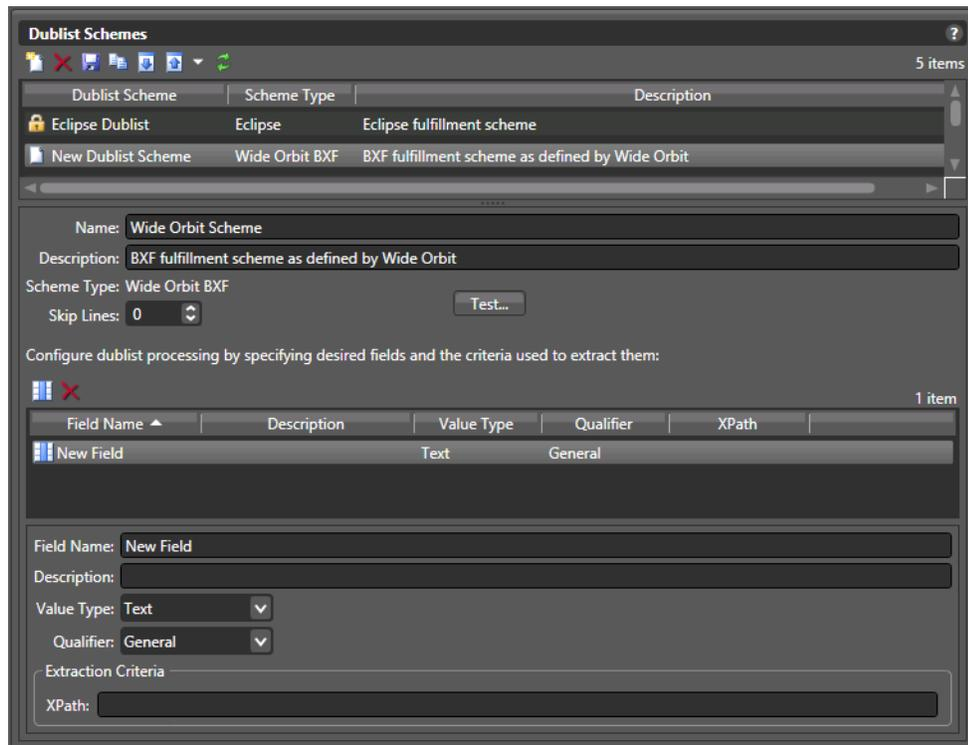 Dublist Schemes ?
5 items
Dublist Scheme Scheme Type Description
Eclipse Dublist Eclipse Eclipse fulfillment scheme
New Dublist Scheme Wide Orbit BXF BXF fulfillment scheme as defined by Wide Orbit
Name: Wide Orbit Scheme
Description: BXF fulfillment scheme as defined by Wide Orbit
Scheme Type: Wide Orbit BXF
Skip Lines: 0 Test...
Configure dublist processing by specifying desired fields and the criteria used to extract them:
1 item
Field Name Description Value Type Qualifier XPath
New Field Text General
Field Name: New Field
Description:
Value Type: Text
Qualifier: General
Extraction Criteria
XPath: